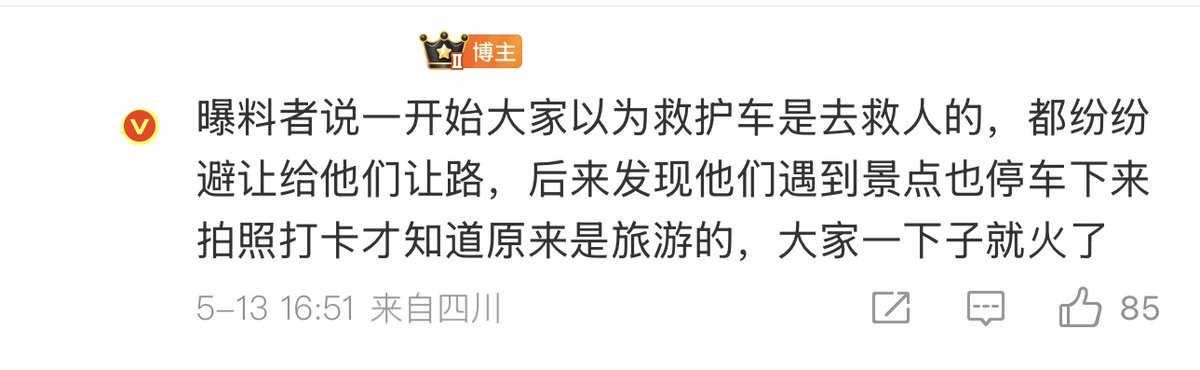 II 博主
曝料者说一开始大家以为救护车是去救人的，都纷纷
避让给他们让路，后来发现他们遇到景点也停车下来
拍照打卡才知道原来是旅游的，大家一下子就火了
5-13 16:51 来自四川 85